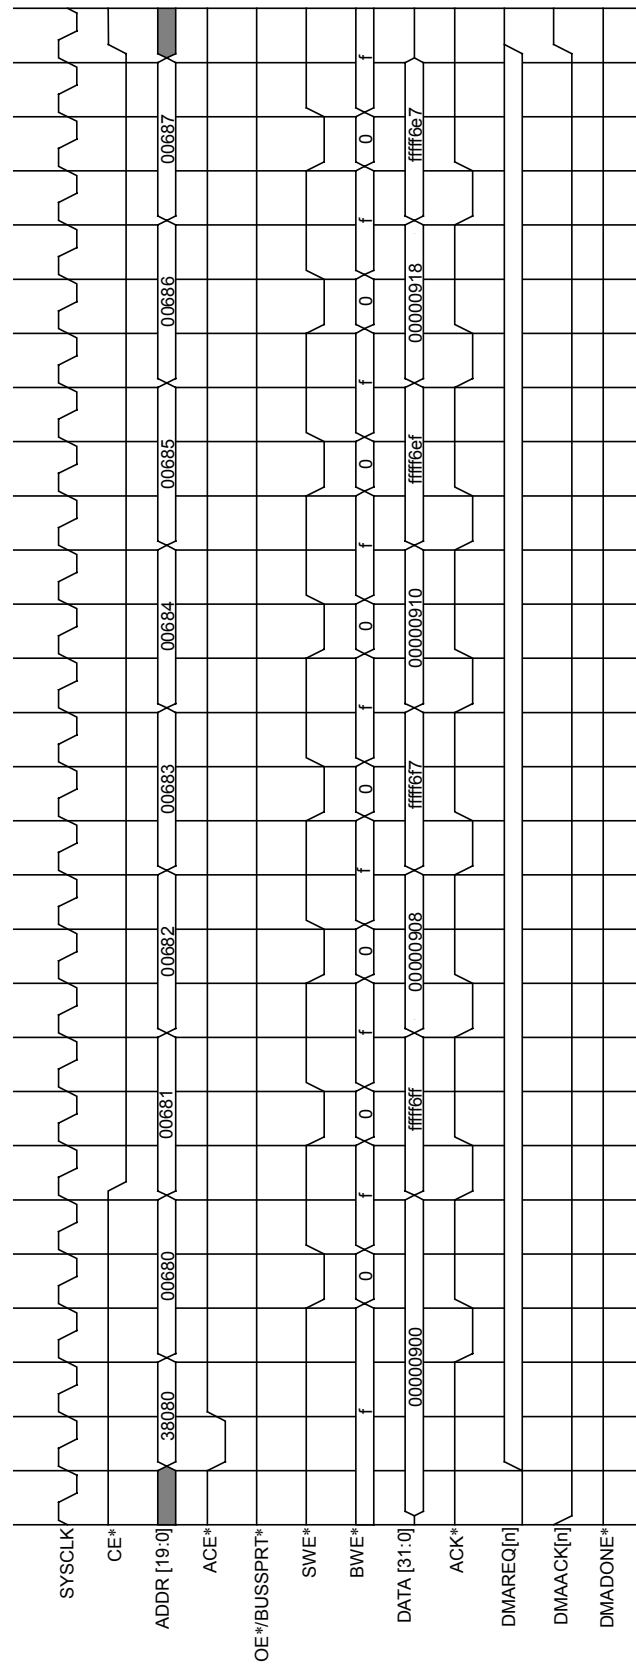 SYSCLK
CE*
ADDR [19:0] 38080 00680 00681 00682 00683 00684 00685 00686 00687
ACE*
OE*/BUSSPRT*
SWE*
BWE* f 0 f 0 f 0 f 0 f 0 f 0 f 0 f 0 f
DATA [31:0] 00000900 fffff6ff 00000908 fffff6f7 00000910 fffff6ef 00000918 fffff6e7
ACK*
DMAREQ[n]
DMAACK[n]
DMADONE*